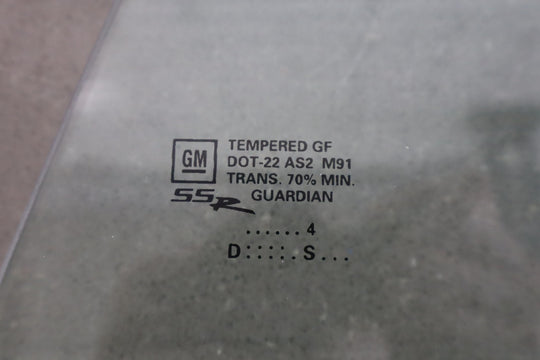 GM
TEMPERED GF
DOT-22 AS2 M91
TRANS. 70% MIN.
SSR GUARDIAN
......4
D:::::.S...